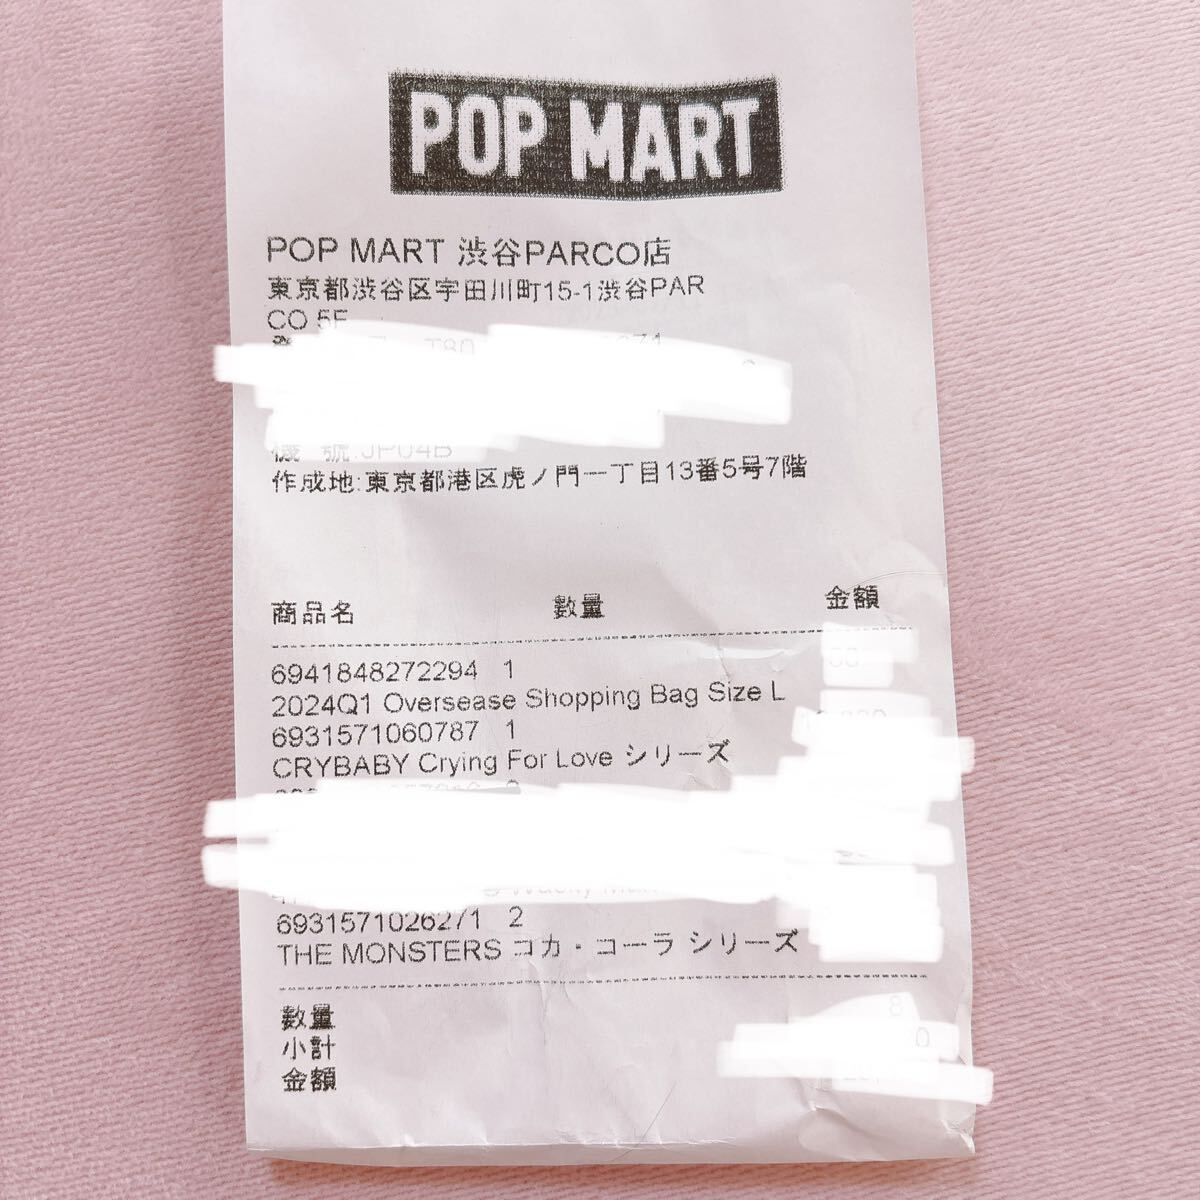 POP MART
POP MART 渋谷PARCO店
東京都渋谷区宇田川町15-1渋谷PAR
CO 5F
機 號:JP04B
作成地:東京都港区虎ノ門一丁目13番5号7階
商品名 数量 金額
6941848272294 1
2024Q1 Oversease Shopping Bag Size L
6931571060787 1
CRYBABY Crying For Love シリーズ
6931571026271 2
THE MONSTERS コカ・コーラ シリーズ
数量 8
小計 0
金額